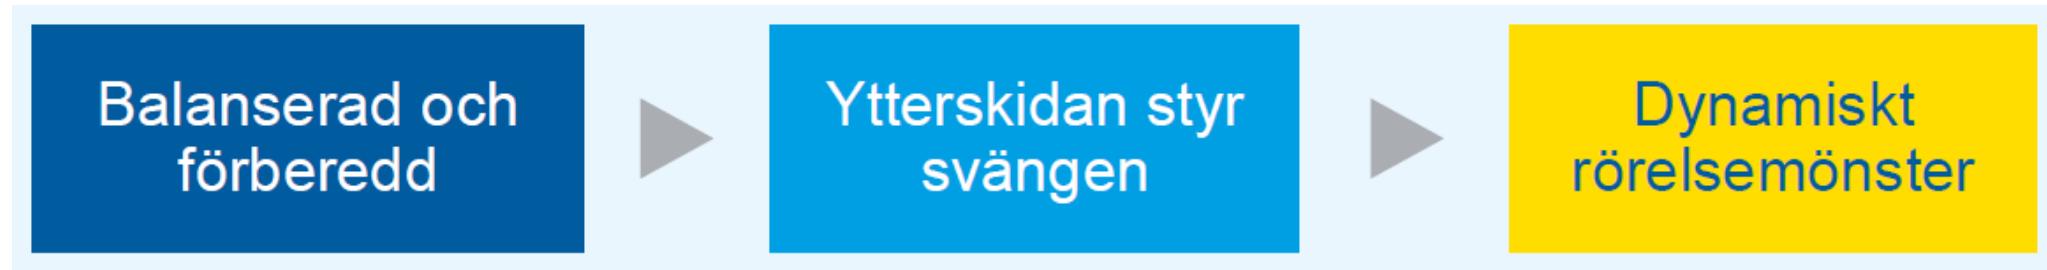 Balanserad och
förberedd
Ytterskidan styr
svängen
Dynamiskt
rörelsemönster